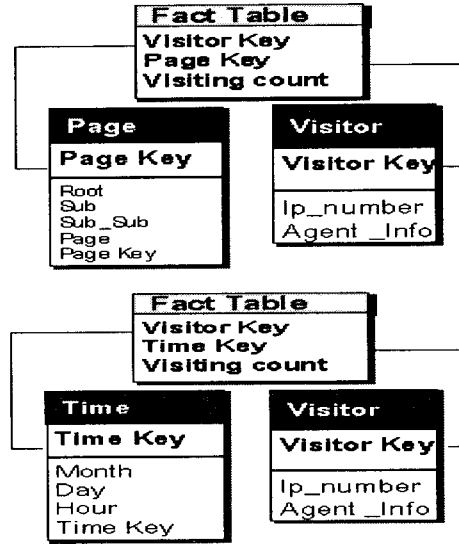 Fact Table
Visitor Key
Page Key
Visiting count
Page
Page Key
Root
Sub
Sub_Sub
Page
Page Key
Visitor
Visitor Key
Ip_number
Agent _Info
Fact Table
Visitor Key
Time Key
Visiting count
Time
Time Key
Month
Day
Hour
Time Key
Visitor
Visitor Key
Ip_number
Agent _Info